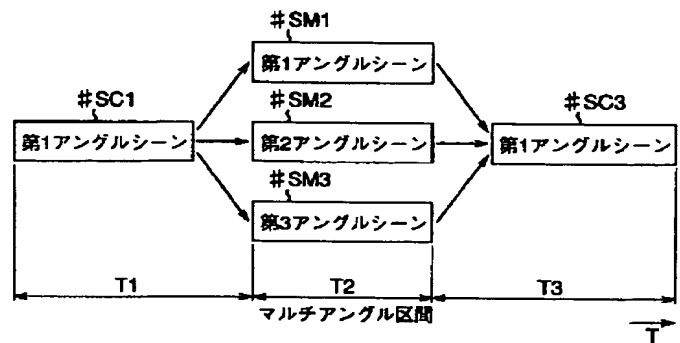 #SM1
第1アングルシーン
#SC1
第1アングルシーン
#SM2
第2アングルシーン
#SC3
第1アングルシーン
#SM3
第3アングルシーン
T1
T2
T3
マルチアングル区間
T